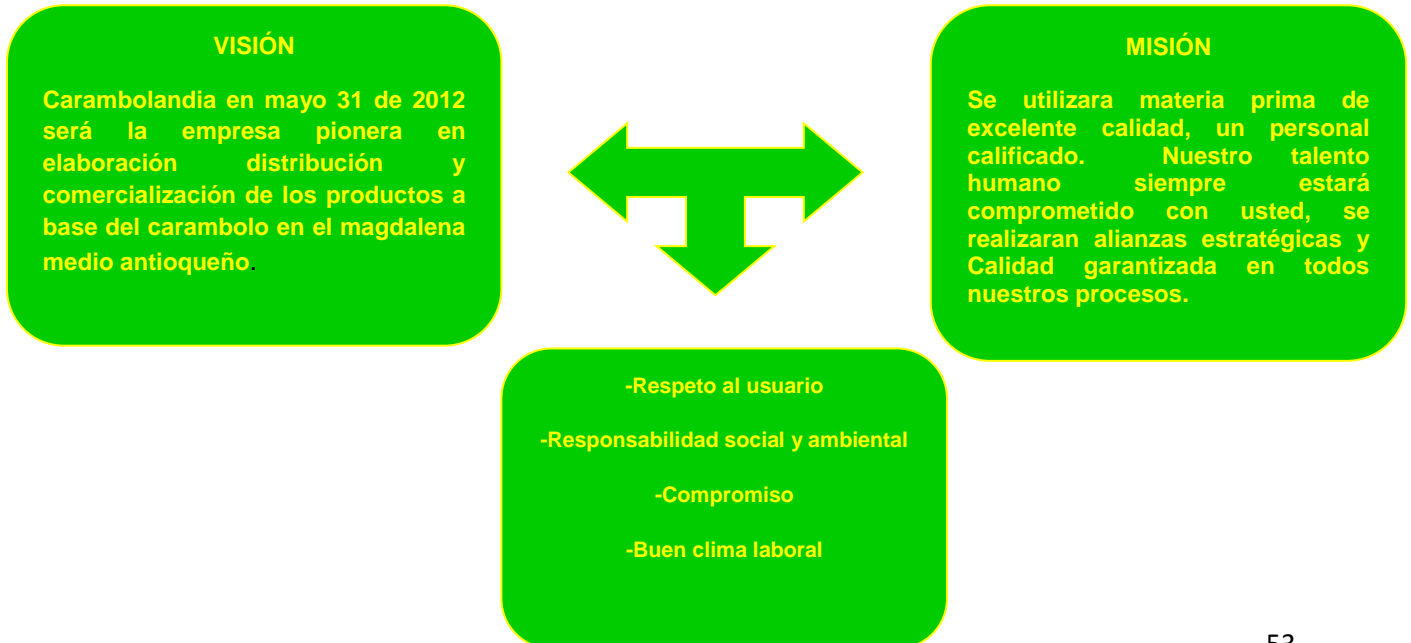 VISIÓN
Carambolandia en mayo 31 de 2012
será la empresa pionera en
elaboración distribución y
comercialización de los productos a
base del carambolo en el magdalena
medio antioqueño.
MISIÓN
Se utilizara materia prima de
excelente calidad, un personal
calificado. Nuestro talento
humano siempre estará
comprometido con usted, se
realizaran alianzas estratégicas y
Calidad garantizada en todos
nuestros procesos.
-Respeto al usuario
-Responsabilidad social y ambiental
-Compromiso
-Buen clima laboral
53